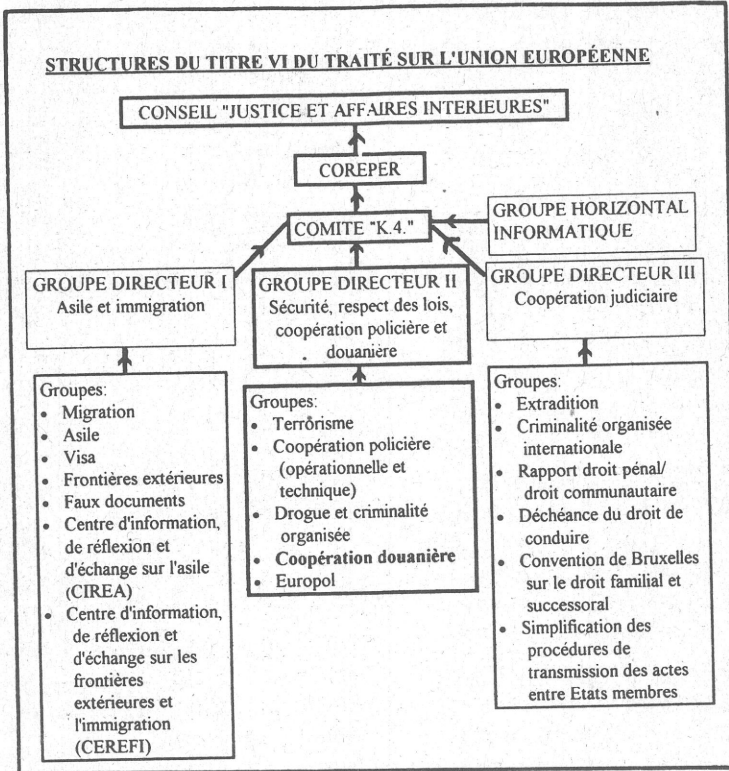 STRUCTURES DU TITRE VI DU TRAITÉ SUR L'UNION EUROPÉENNE
CONSEIL "JUSTICE ET AFFAIRES INTERIEURES"
COREPER
COMITE "K.4."
GROUPE HORIZONTAL
INFORMATIQUE
GROUPE DIRECTEUR I
Asile et immigration
GROUPE DIRECTEUR II
Sécurité, respect des lois,
coopération policière et
douanière
GROUPE DIRECTEUR III
Coopération judiciaire
Groupes:
• Migration
• Asile
• Visa
• Frontières extérieures
• Faux documents
• Centre d'information,
de réflexion et
d'échange sur l'asile
(CIREA)
• Centre d'information,
de réflexion et
d'échange sur les
frontières
extérieures et
l'immigration
(CEREFI)
Groupes:
• Terrorisme
• Coopération policière
(opérationnelle et
technique)
• Drogue et criminalité
organisée
• Coopération douanière
• Europol
Groupes:
• Extradition
• Criminalité organisée
internationale
• Rapport droit pénal/
droit communautaire
• Déchéance du droit de
conduire
• Convention de Bruxelles
sur le droit familial et
successoral
• Simplification des
procédures de
transmission des actes
entre Etats membres